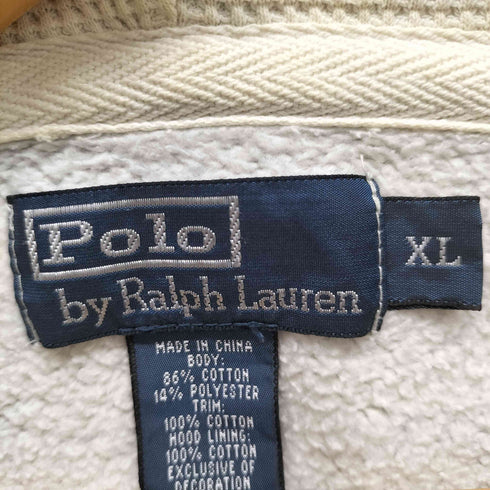 Polo
by Ralph Lauren
XL
MADE IN CHINA
BODY:
86% COTTON
14% POLYESTER
TRIM:
100% COTTON
HOOD LINING:
100% COTTON
EXCLUSIVE OF
DECORATION